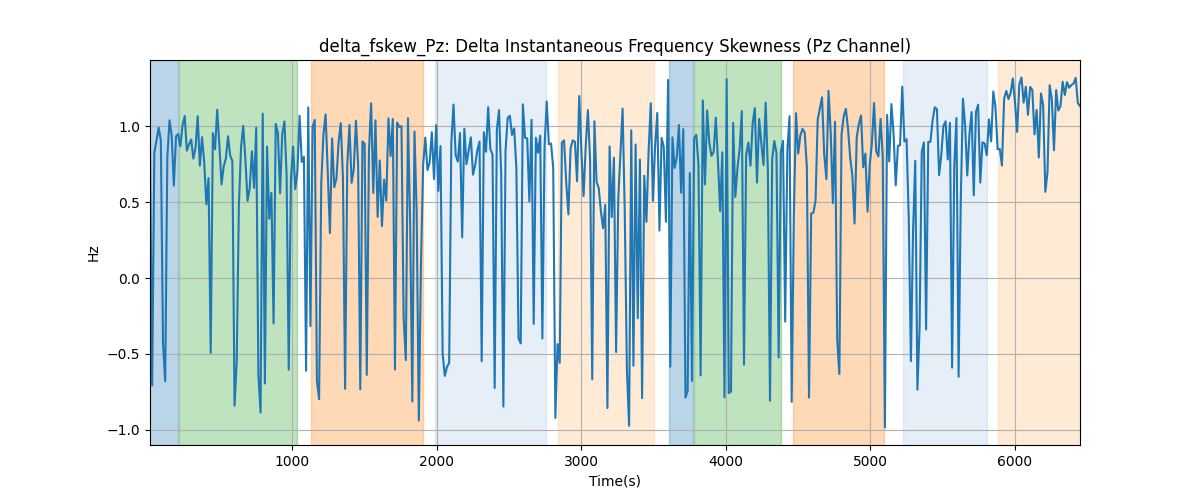 delta_fskew_Pz: Delta Instantaneous Frequency Skewness (Pz Channel)
1.0
0.5
0.0
−0.5
−1.0
Hz
1000 2000 3000 4000 5000 6000
Time(s)